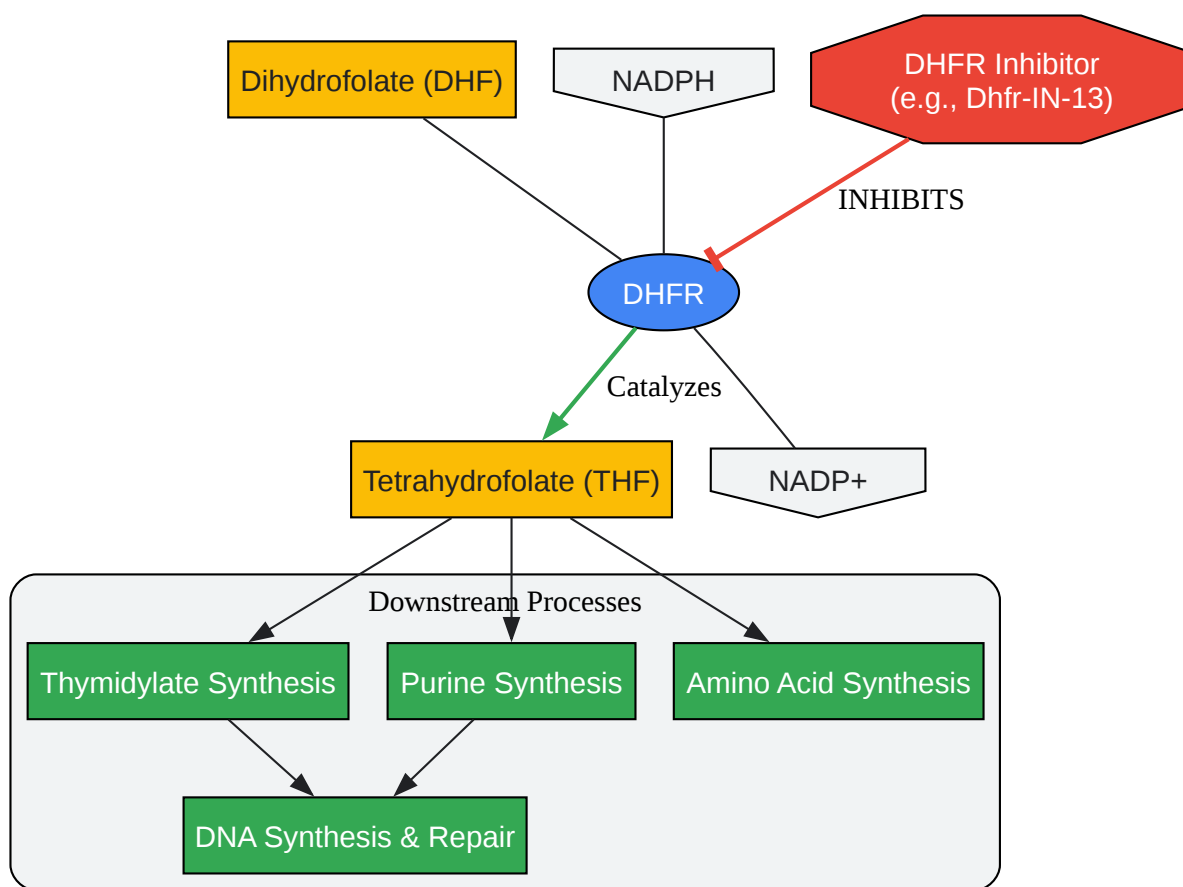 Dihydrofolate (DHF)
NADPH
DHFR Inhibitor
(e.g., Dhfr-IN-13)
INHIBITS
DHFR
Catalyzes
Tetrahydrofolate (THF)
NADP+
Downstream Processes
Thymidylate Synthesis
Purine Synthesis
Amino Acid Synthesis
DNA Synthesis & Repair